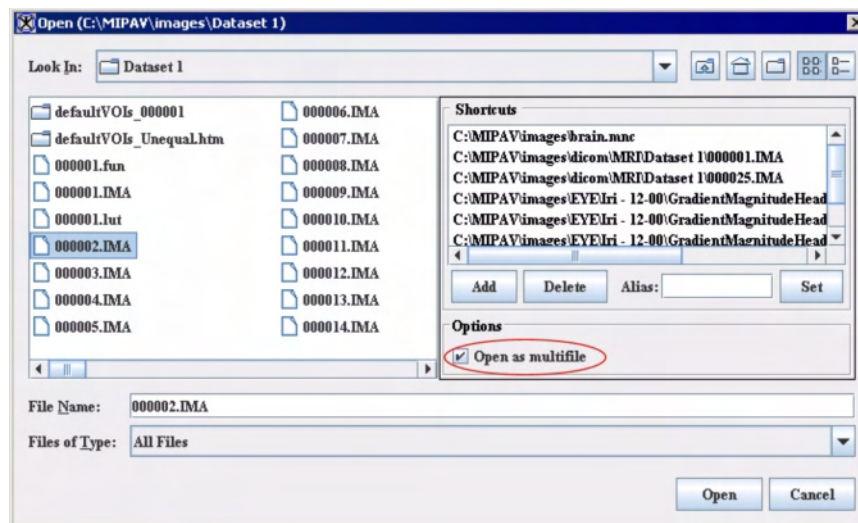 Open (C:\MIPAV\images\Dataset 1)
Look In: Dataset 1
defaultVOIs_000001
defaultVOIs_Unequal.htm
000001.fun
000001.IMA
000001.lut
000002.IMA
000003.IMA
000004.IMA
000005.IMA
000006.IMA
000007.IMA
000008.IMA
000009.IMA
000010.IMA
000011.IMA
000012.IMA
000013.IMA
000014.IMA
Shortcuts
C:\MIPAV\images\brain.mnc
C:\MIPAV\images\dicom\MRI\Dataset 1\000001.IMA
C:\MIPAV\images\dicom\MRI\Dataset 1\000025.IMA
C:\MIPAV\images\EYE\Iri - 12-00\GradientMagnitudeHead
C:\MIPAV\images\EYE\Iri - 12-00\GradientMagnitudeHead
C:\MIPAV\images\EYE\Iri - 12-00\GradientMagnitudeHead
Add Delete Alias: Set
Options
Open as multifile
File Name: 000002.IMA
Files of Type: All Files
Open Cancel